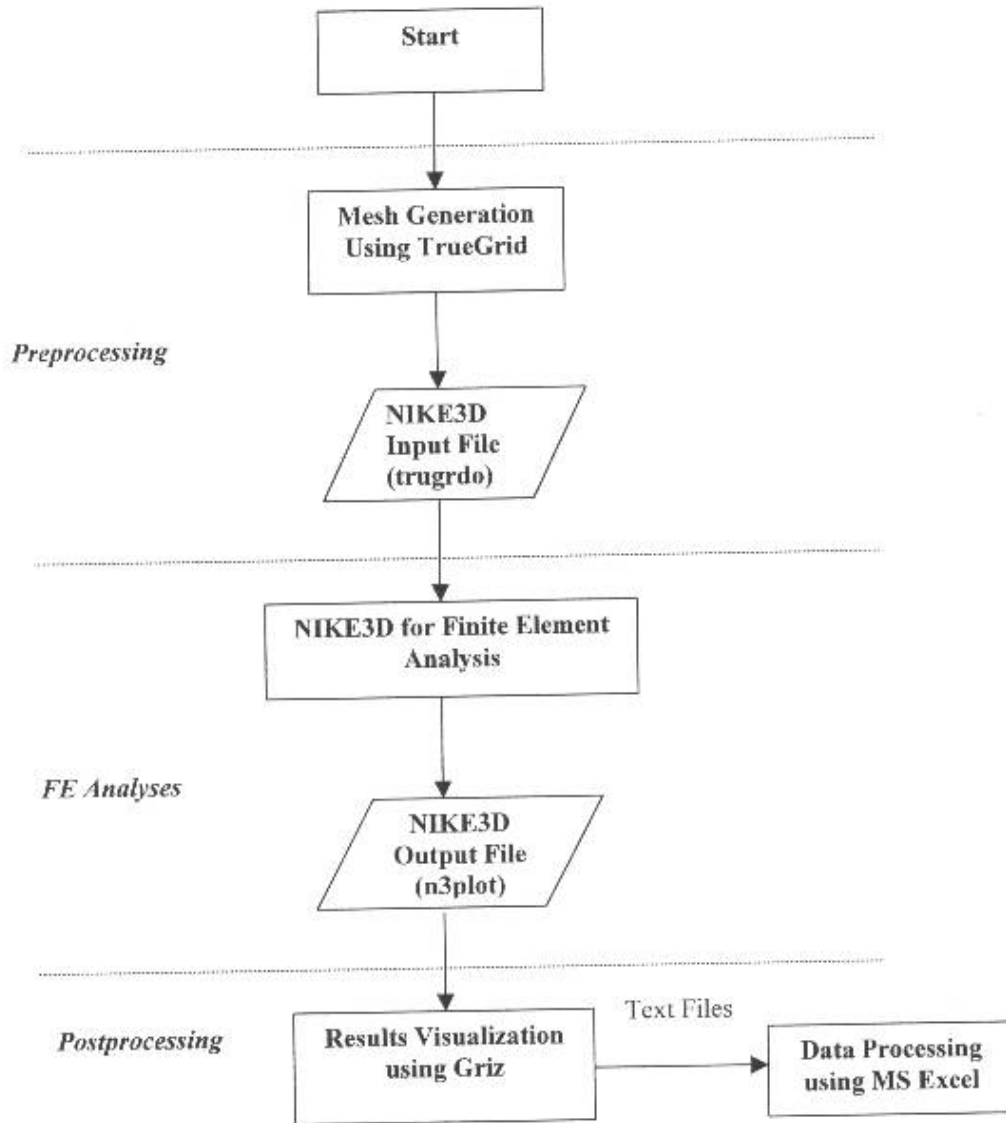 Start
Mesh Generation
Using TrueGrid
Preprocessing
NIKE3D
Input File
(trugrdo)
NIKE3D for Finite Element
Analysis
FE Analyses
NIKE3D
Output File
(n3plot)
Postprocessing
Results Visualization
using Griz
Text Files
Data Processing
using MS Excel